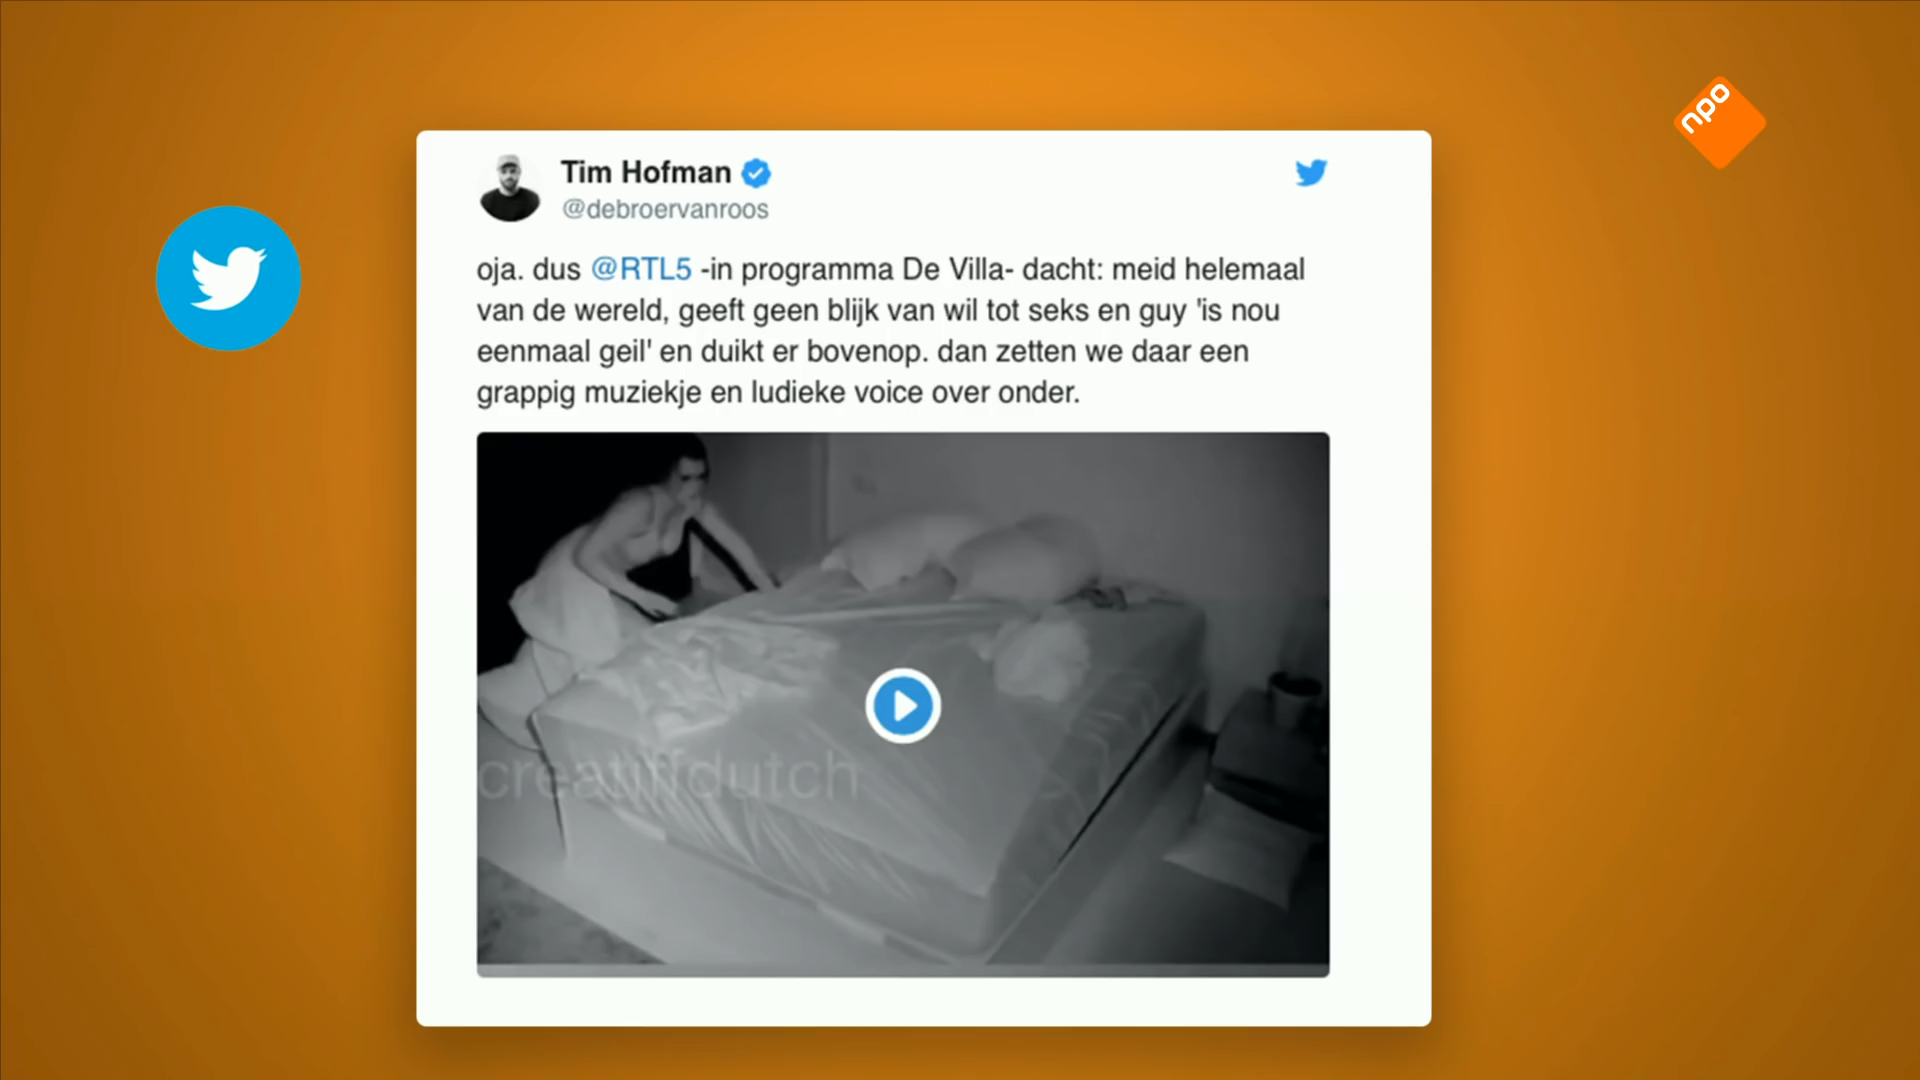 npo
Tim Hofman
@debroervanroos
oja. dus @RTL5 -in programma De Villa- dacht: meid helemaal
van de wereld, geeft geen blijk van wil tot seks en guy 'is nou
eenmaal geil' en duikt er bovenop. dan zetten we daar een
grappig muziekje en ludieke voice over onder.
creatiffdutch